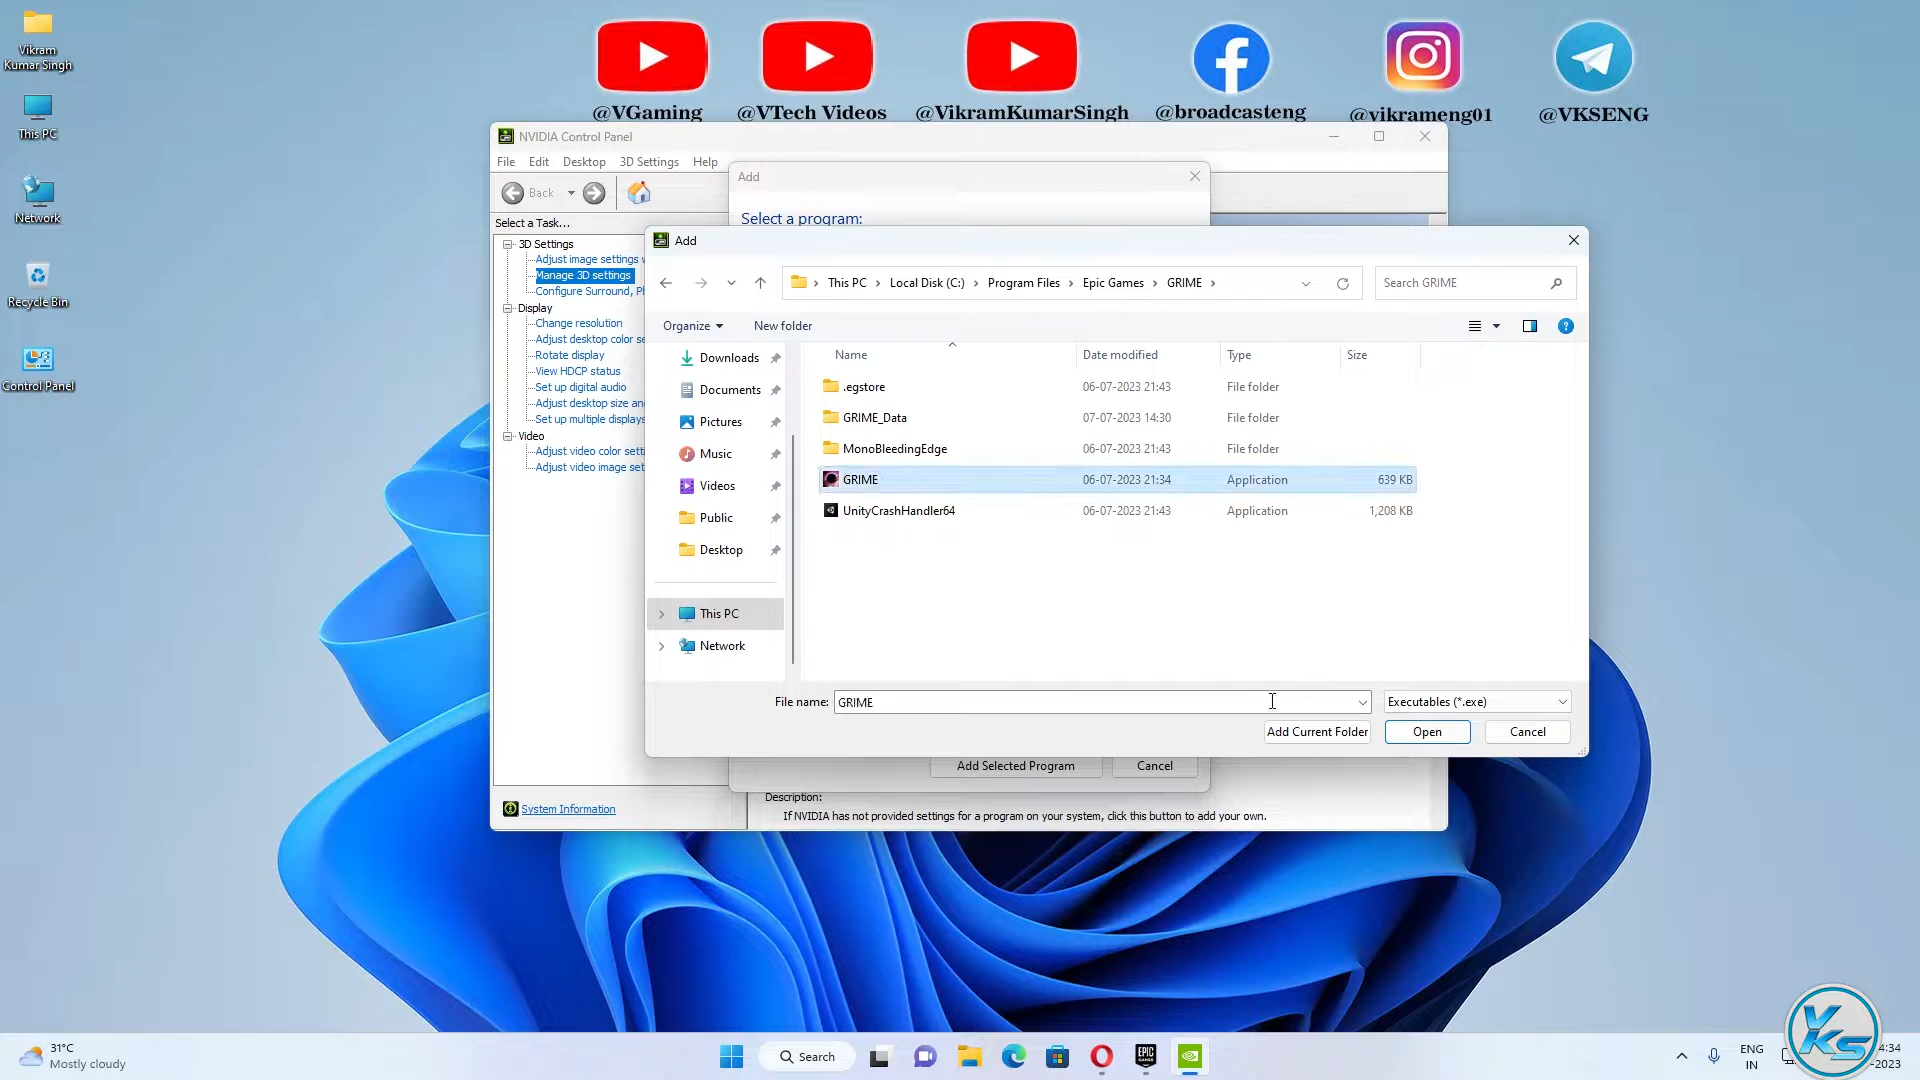 Vikram
Kumar Singh
This PC
Network
Recycle Bin
Control Panel
@VGaming
@VTech Videos
@VikramKumarSingh
@broadcasteng
@vikrameng01
@VKSENG
NVIDIA Control Panel
File Edit Desktop 3D Settings Help
Back
Select a Task...
3D Settings
Adjust image settings
Manage 3D settings
Configure Surround,
Display
Change resolution
Adjust desktop color
Rotate display
View HDCP status
Set up digital audio
Adjust desktop size
Set up multiple displays
Video
Adjust video color
Adjust video image
System Information
Add
Select a program:
Add
This PC > Local Disk (C:) > Program Files > Epic Games > GRIME >
Search GRIME
Organize New folder
Downloads
Documents
Pictures
Music
Videos
Public
Desktop
This PC
Network
Name Date modified Type Size
.egstore 06-07-2023 21:43 File folder
GRIME_Data 07-07-2023 14:30 File folder
MonoBleedingEdge 06-07-2023 21:43 File folder
GRIME 06-07-2023 21:34 Application 639 KB
UnityCrashHandler64 06-07-2023 21:43 Application 1,208 KB
File name: GRIME Executables (*.exe)
Add Current Folder Open Cancel
Add Selected Program Cancel
Description:
If NVIDIA has not provided settings for a program on your system, click this button to add your own.
31°C
Mostly cloudy
Search
EPIC
GAMES
ENG
IN
4:34
-2023
VKS